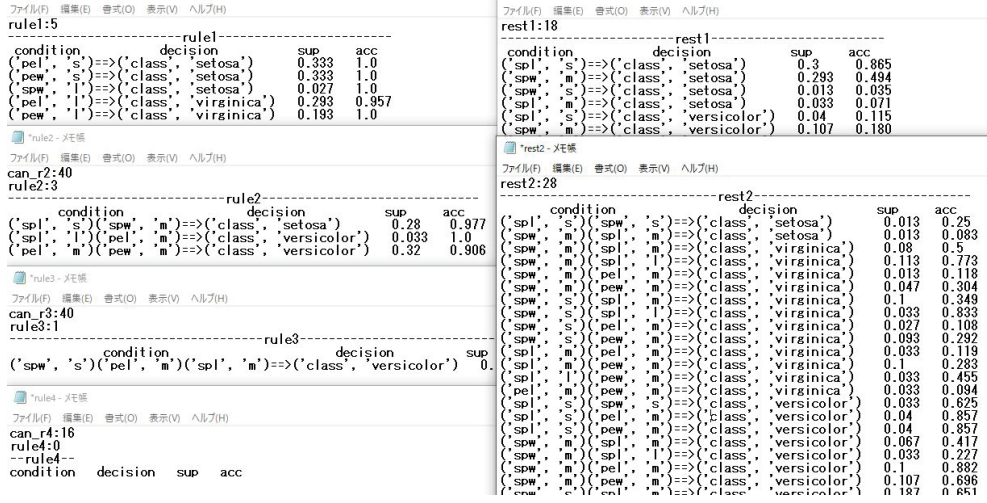 ファイル(F) 編集(E) 書式(O) 表示(V) ヘルプ(H)
rule1:5
rule1
condition decision sup acc
('pel', 's')==>('class', 'setosa') 0.333 1.0
('pew', 's')==>('class', 'setosa') 0.333 1.0
('spw', 'l')==>('class', 'setosa') 0.027 1.0
('pel', 'l')==>('class', 'virginica') 0.293 0.957
('pew', 'l')==>('class', 'virginica') 0.193 1.0
*rule2 - メモ帳
ファイル(F) 編集(E) 書式(O) 表示(V) ヘルプ(H)
can_r2:40
rule2:3
rule2
condition decision sup acc
('spl', 's')('spw', 'm')==>('class', 'setosa') 0.28 0.977
('spl', 'l')('pel', 'm')==>('class', 'versicolor') 0.033 1.0
('pel', 'm')('pew', 'm')==>('class', 'versicolor') 0.32 0.906
*rule3 - メモ帳
ファイル(F) 編集(E) 書式(O) 表示(V) ヘルプ(H)
can_r3:40
rule3:1
rule3
condition decision sup
('spw', 's')('pel', 'm')('spl', 'm')==>('class', 'versicolor') 0.
*rule4 - メモ帳
ファイル(F) 編集(E) 書式(O) 表示(V) ヘルプ(H)
can_r4:16
rule4:0
--rule4--
condition decision sup acc
ファイル(F) 編集(E) 書式(O) 表示(V) ヘルプ(H)
rest1:18
rest1
condition decision sup acc
('spl', 's')==>('class', 'setosa') 0.3 0.865
('spw', 'm')==>('class', 'setosa') 0.293 0.494
('spw', 's')==>('class', 'setosa') 0.013 0.035
('spl', 'm')==>('class', 'setosa') 0.033 0.071
('spl', 's')==>('class', 'versicolor') 0.04 0.115
('spw', 'm')==>('class', 'versicolor') 0.107 0.180
*rest2 - メモ帳
ファイル(F) 編集(E) 書式(O) 表示(V) ヘルプ(H)
rest2:28
rest2
condition decision sup acc
('spl', 's')('spw', 's')==>('class', 'setosa') 0.013 0.25
('spw', 'm')('spl', 'm')==>('class', 'setosa') 0.013 0.083
('spw', 'm')('spl', 'm')==>('class', 'virginica') 0.08 0.5
('spw', 'm')('spl', 'l')==>('class', 'virginica') 0.113 0.773
('spw', 'm')('pel', 'm')==>('class', 'virginica') 0.013 0.118
('spw', 'm')('pew', 'm')==>('class', 'virginica') 0.047 0.304
('spw', 's')('spl', 'm')==>('class', 'virginica') 0.1 0.349
('spw', 's')('spl', 'l')==>('class', 'virginica') 0.033 0.833
('spw', 's')('pel', 'm')==>('class', 'virginica') 0.027 0.108
('spw', 's')('pew', 'm')==>('class', 'virginica') 0.093 0.292
('spl', 'm')('pel', 'm')==>('class', 'virginica') 0.033 0.119
('spl', 'm')('pew', 'm')==>('class', 'virginica') 0.1 0.283
('spl', 'l')('pew', 'm')==>('class', 'virginica') 0.033 0.455
('pel', 'm')('pew', 'm')==>('class', 'virginica') 0.033 0.094
('spl', 's')('spw', 's')==>('class', 'versicolor') 0.033 0.625
('spl', 's')('pel', 'm')==>('class', 'versicolor') 0.04 0.857
('spl', 's')('pew', 'm')==>('class', 'versicolor') 0.04 0.857
('spw', 'm')('spl', 'm')==>('class', 'versicolor') 0.067 0.417
('spw', 'm')('spl', 'l')==>('class', 'versicolor') 0.033 0.227
('spw', 'm')('pel', 'm')==>('class', 'versicolor') 0.1 0.882
('spw', 'm')('pew', 'm')==>('class', 'versicolor') 0.107 0.696
('spw', 's')('spl', 'm')==>('class', 'versicolor') 0.187 0.651